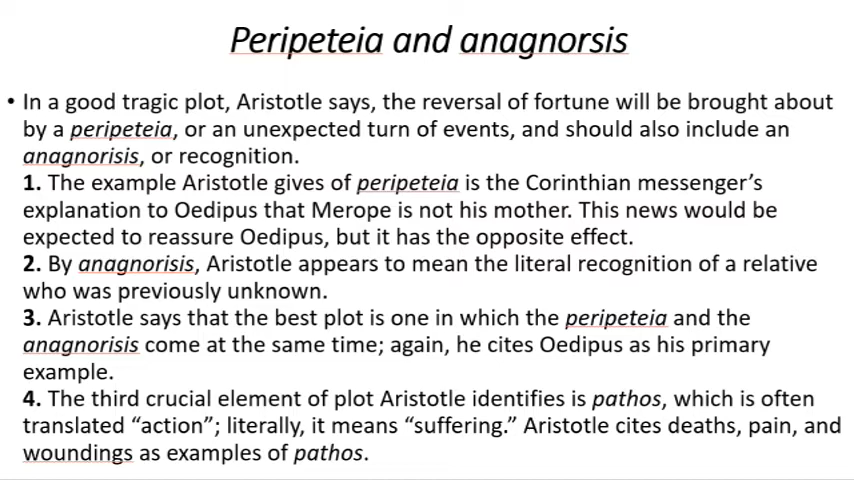 Peripeteia and anagnorsis
• In a good tragic plot, Aristotle says, the reversal of fortune will be brought about
by a peripeteia, or an unexpected turn of events, and should also include an
anagnorisis, or recognition.
1. The example Aristotle gives of peripeteia is the Corinthian messenger’s
explanation to Oedipus that Merope is not his mother. This news would be
expected to reassure Oedipus, but it has the opposite effect.
2. By anagnorisis, Aristotle appears to mean the literal recognition of a relative
who was previously unknown.
3. Aristotle says that the best plot is one in which the peripeteia and the
anagnorisis come at the same time; again, he cites Oedipus as his primary
example.
4. The third crucial element of plot Aristotle identifies is pathos, which is often
translated “action”; literally, it means “suffering.” Aristotle cites deaths, pain, and
woundings as examples of pathos.